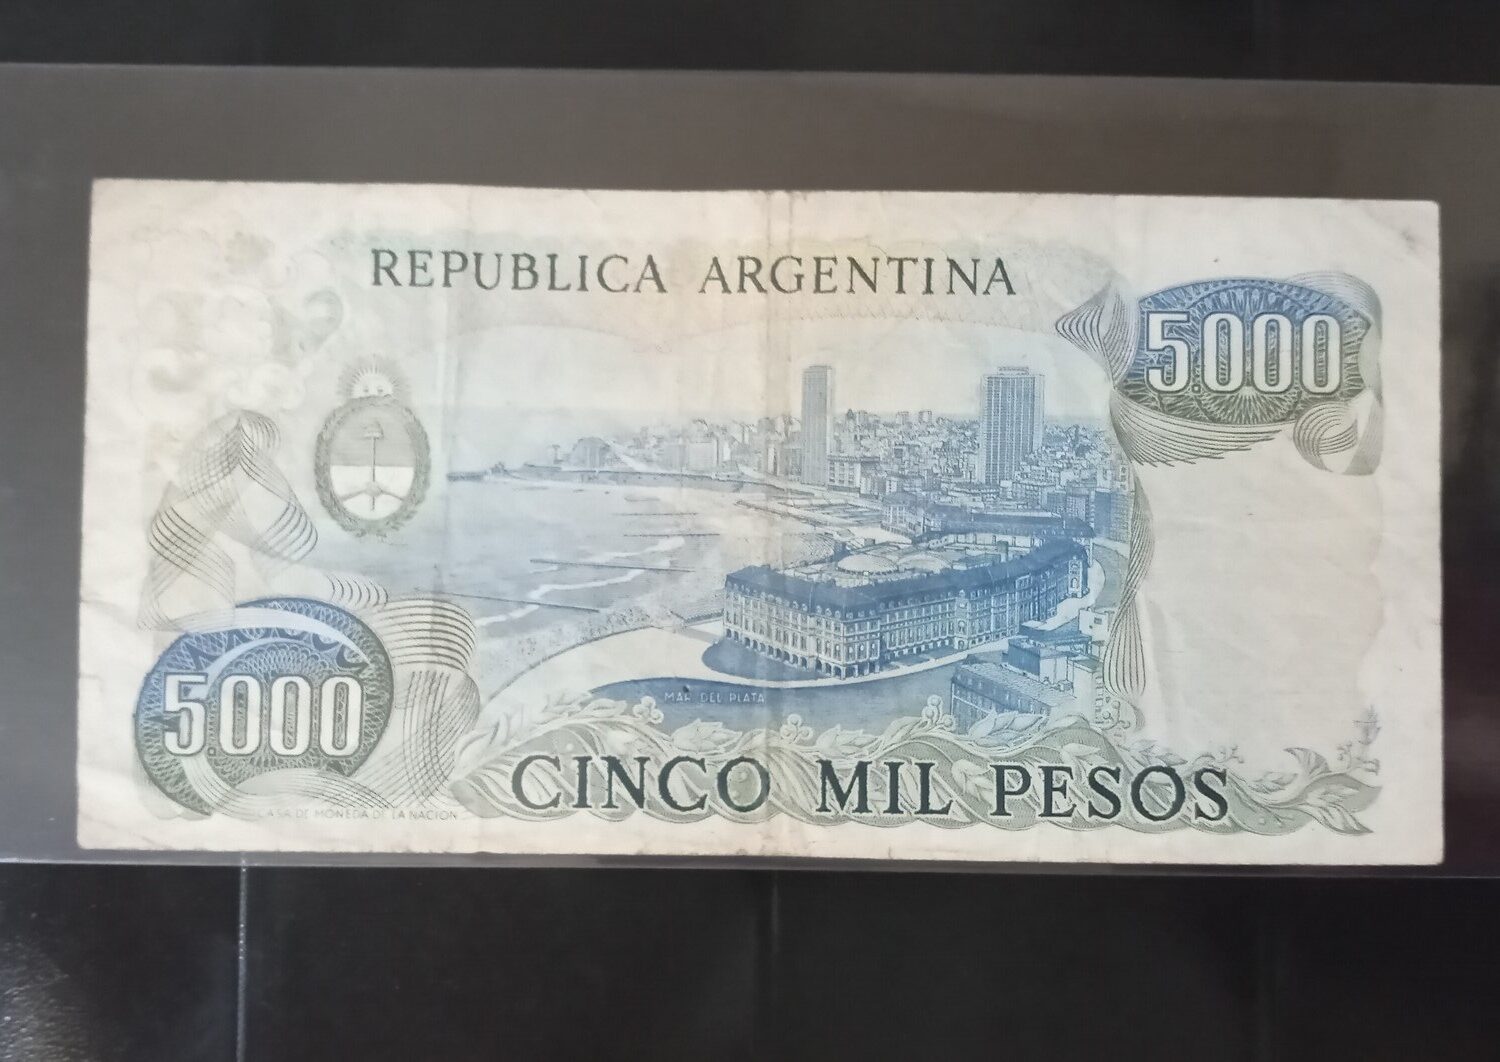 REPUBLICA ARGENTINA
5.000
MAR DEL PLATA
5.000
CINCO MIL PESOS
CASA DE MONEDA DE LA NACION